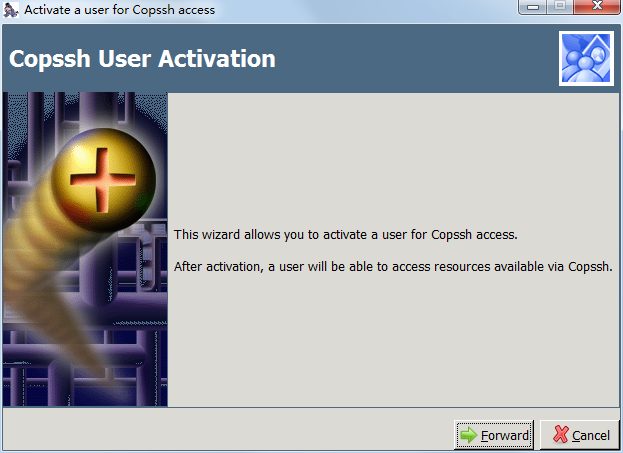 Activate a user for Copssh access
Copssh User Activation
This wizard allows you to activate a user for Copssh access.
After activation, a user will be able to access resources available via Copssh.
Forward
Cancel